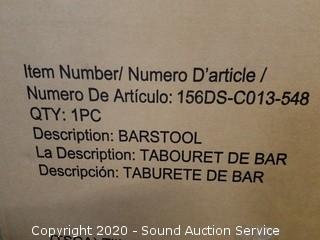 Item Number/ Numero D'article /
Numero De Artículo: 156DS-C013-548
QTY: 1PC
Description: BARSTOOL
La Description: TABOURET DE BAR
Descripción: TABURETE DE BAR
Copyright 2020 - Sound Auction Service